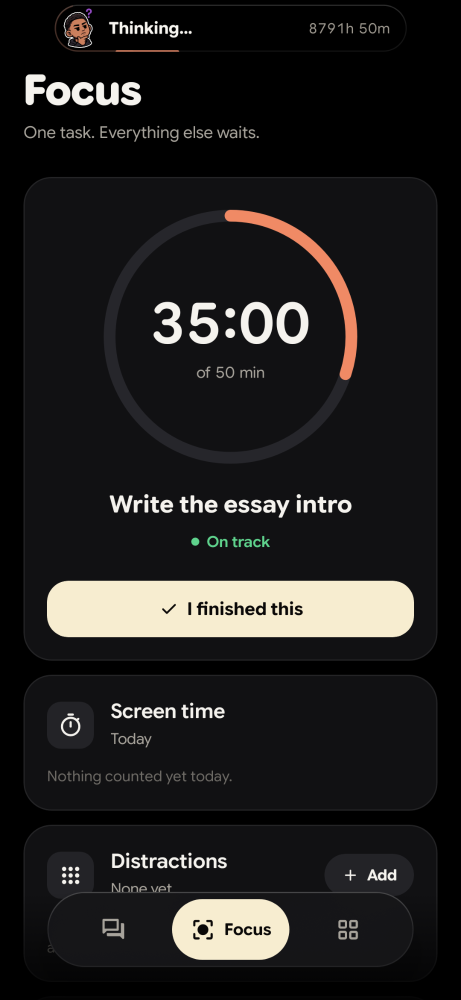 ?
Thinking...
8791h 50m
Focus
One task. Everything else waits.
35:00
of 50 min
Write the essay intro
On track
I finished this
Screen time
Today
Nothing counted yet today.
Distractions
None yet
+ Add
Focus